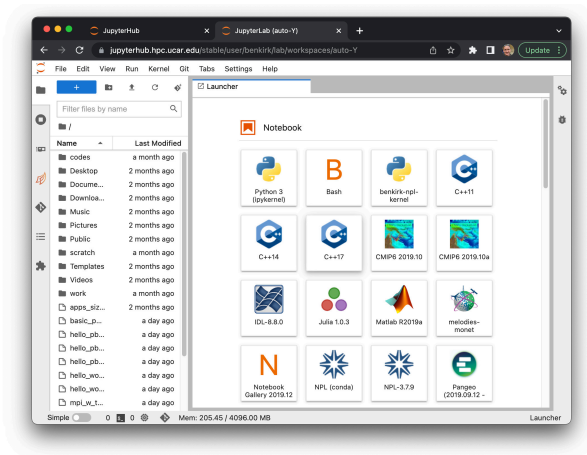 JupyterHub
JupyterLab (auto-Y)
jupyterhub.hpc.ucar.edu/stable/user/benkirk/lab/workspaces/auto-Y
Update
File Edit View Run Kernel Git Tabs Settings Help
Filter files by name
/
Name Last Modified
codes a month ago
Desktop 2 months ago
Docume... 2 months ago
Downloa... 2 months ago
Music 2 months ago
Pictures 2 months ago
Public 2 months ago
scratch a month ago
Templates 2 months ago
Videos 2 months ago
work a month ago
apps_siz... 2 months ago
basic_p... a day ago
hello_pb... a day ago
hello_pb... a day ago
hello_pb... a day ago
hello_wo... a day ago
hello_wo... a day ago
hello_wo... a day ago
mpi_w_t... a day ago
Launcher
Notebook
Python 3
(ipykernel)
B
Bash
benkirk-npl-
kernel
C++11
C++14
C++17
CMIP6 2019.10
CMIP6 2019.10a
IDL-8.8.0
Julia 1.0.3
Matlab R2019a
melodies-
monet
N
Notebook
Gallery 2019.12
NPL (conda)
NPL-3.7.9
Pangeo
(2019.09.12 -
Simple 0 0 Mem: 205.45 / 4096.00 MB Launcher